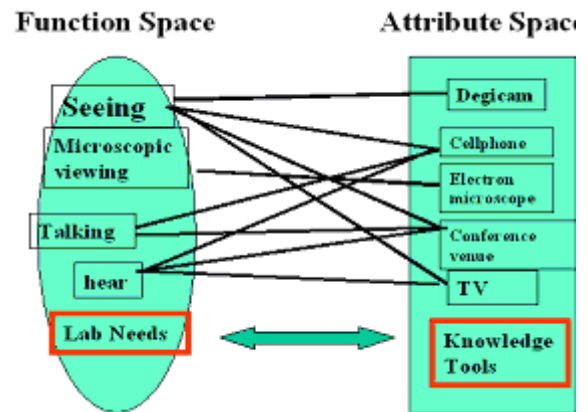 Function Space
Attribute Space
Seeing
Microscopic
viewing
Talking
hear
Lab Needs
Degicam
Cellphone
Electron
microscope
Conference
venue
TV
Knowledge
Tools